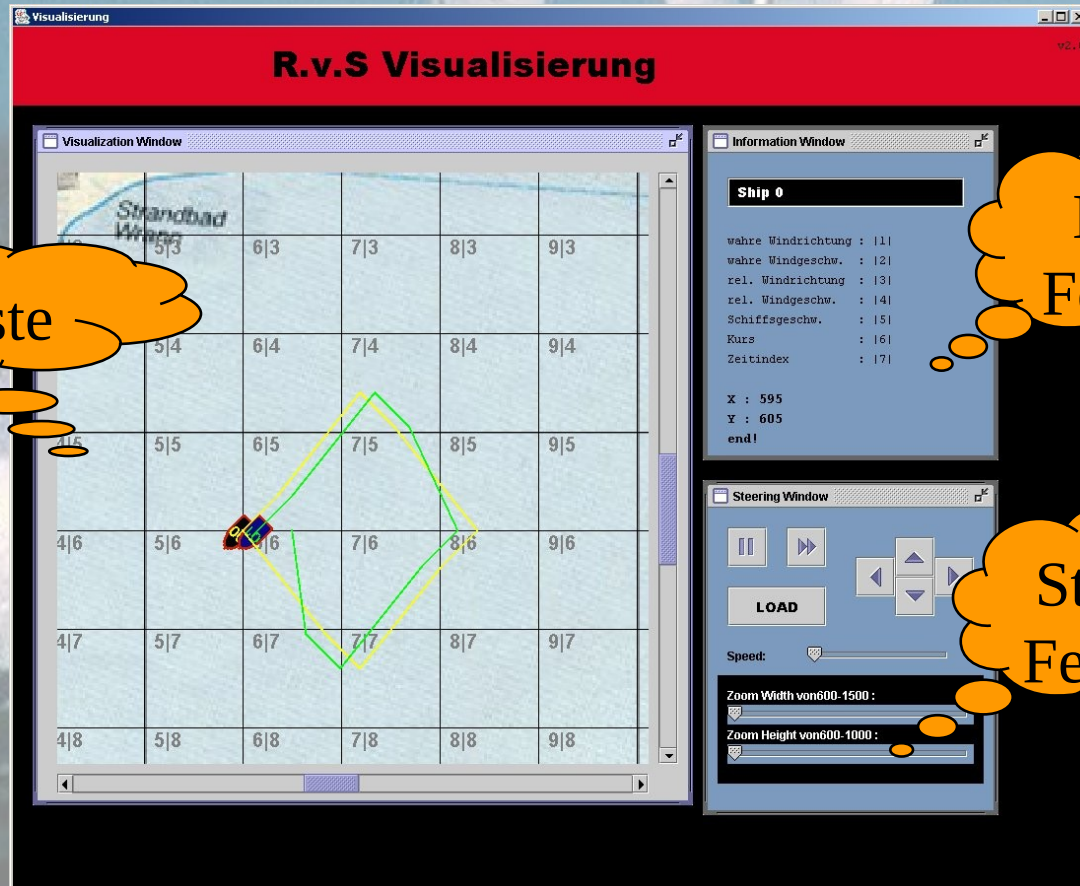 Visualisierung
R.v.S Visualisierung
Visualization Window
Strandbad
5|3 6|3 7|3 8|3 9|3
5|4 6|4 7|4 8|4 9|4
4|5 5|5 6|5 7|5 8|5 9|5
4|6 5|6 7|6 8|6 9|6
4|7 5|7 6|7 7|7 8|7 9|7
4|8 5|8 6|8 7|8 8|8 9|8
Information Window
Ship 0
wahre Windrichtung : |1|
wahre Windgeschw. : |2|
rel. Windrichtung : |3|
rel. Windgeschw. : |4|
Schiffsgeschw. : |5|
Kurs : |6|
Zeitindex : |7|
X : 595
Y : 605
end!
Steering Window
LOAD
Speed:
Zoom Width von600-1500 :
Zoom Height von600-1000 :